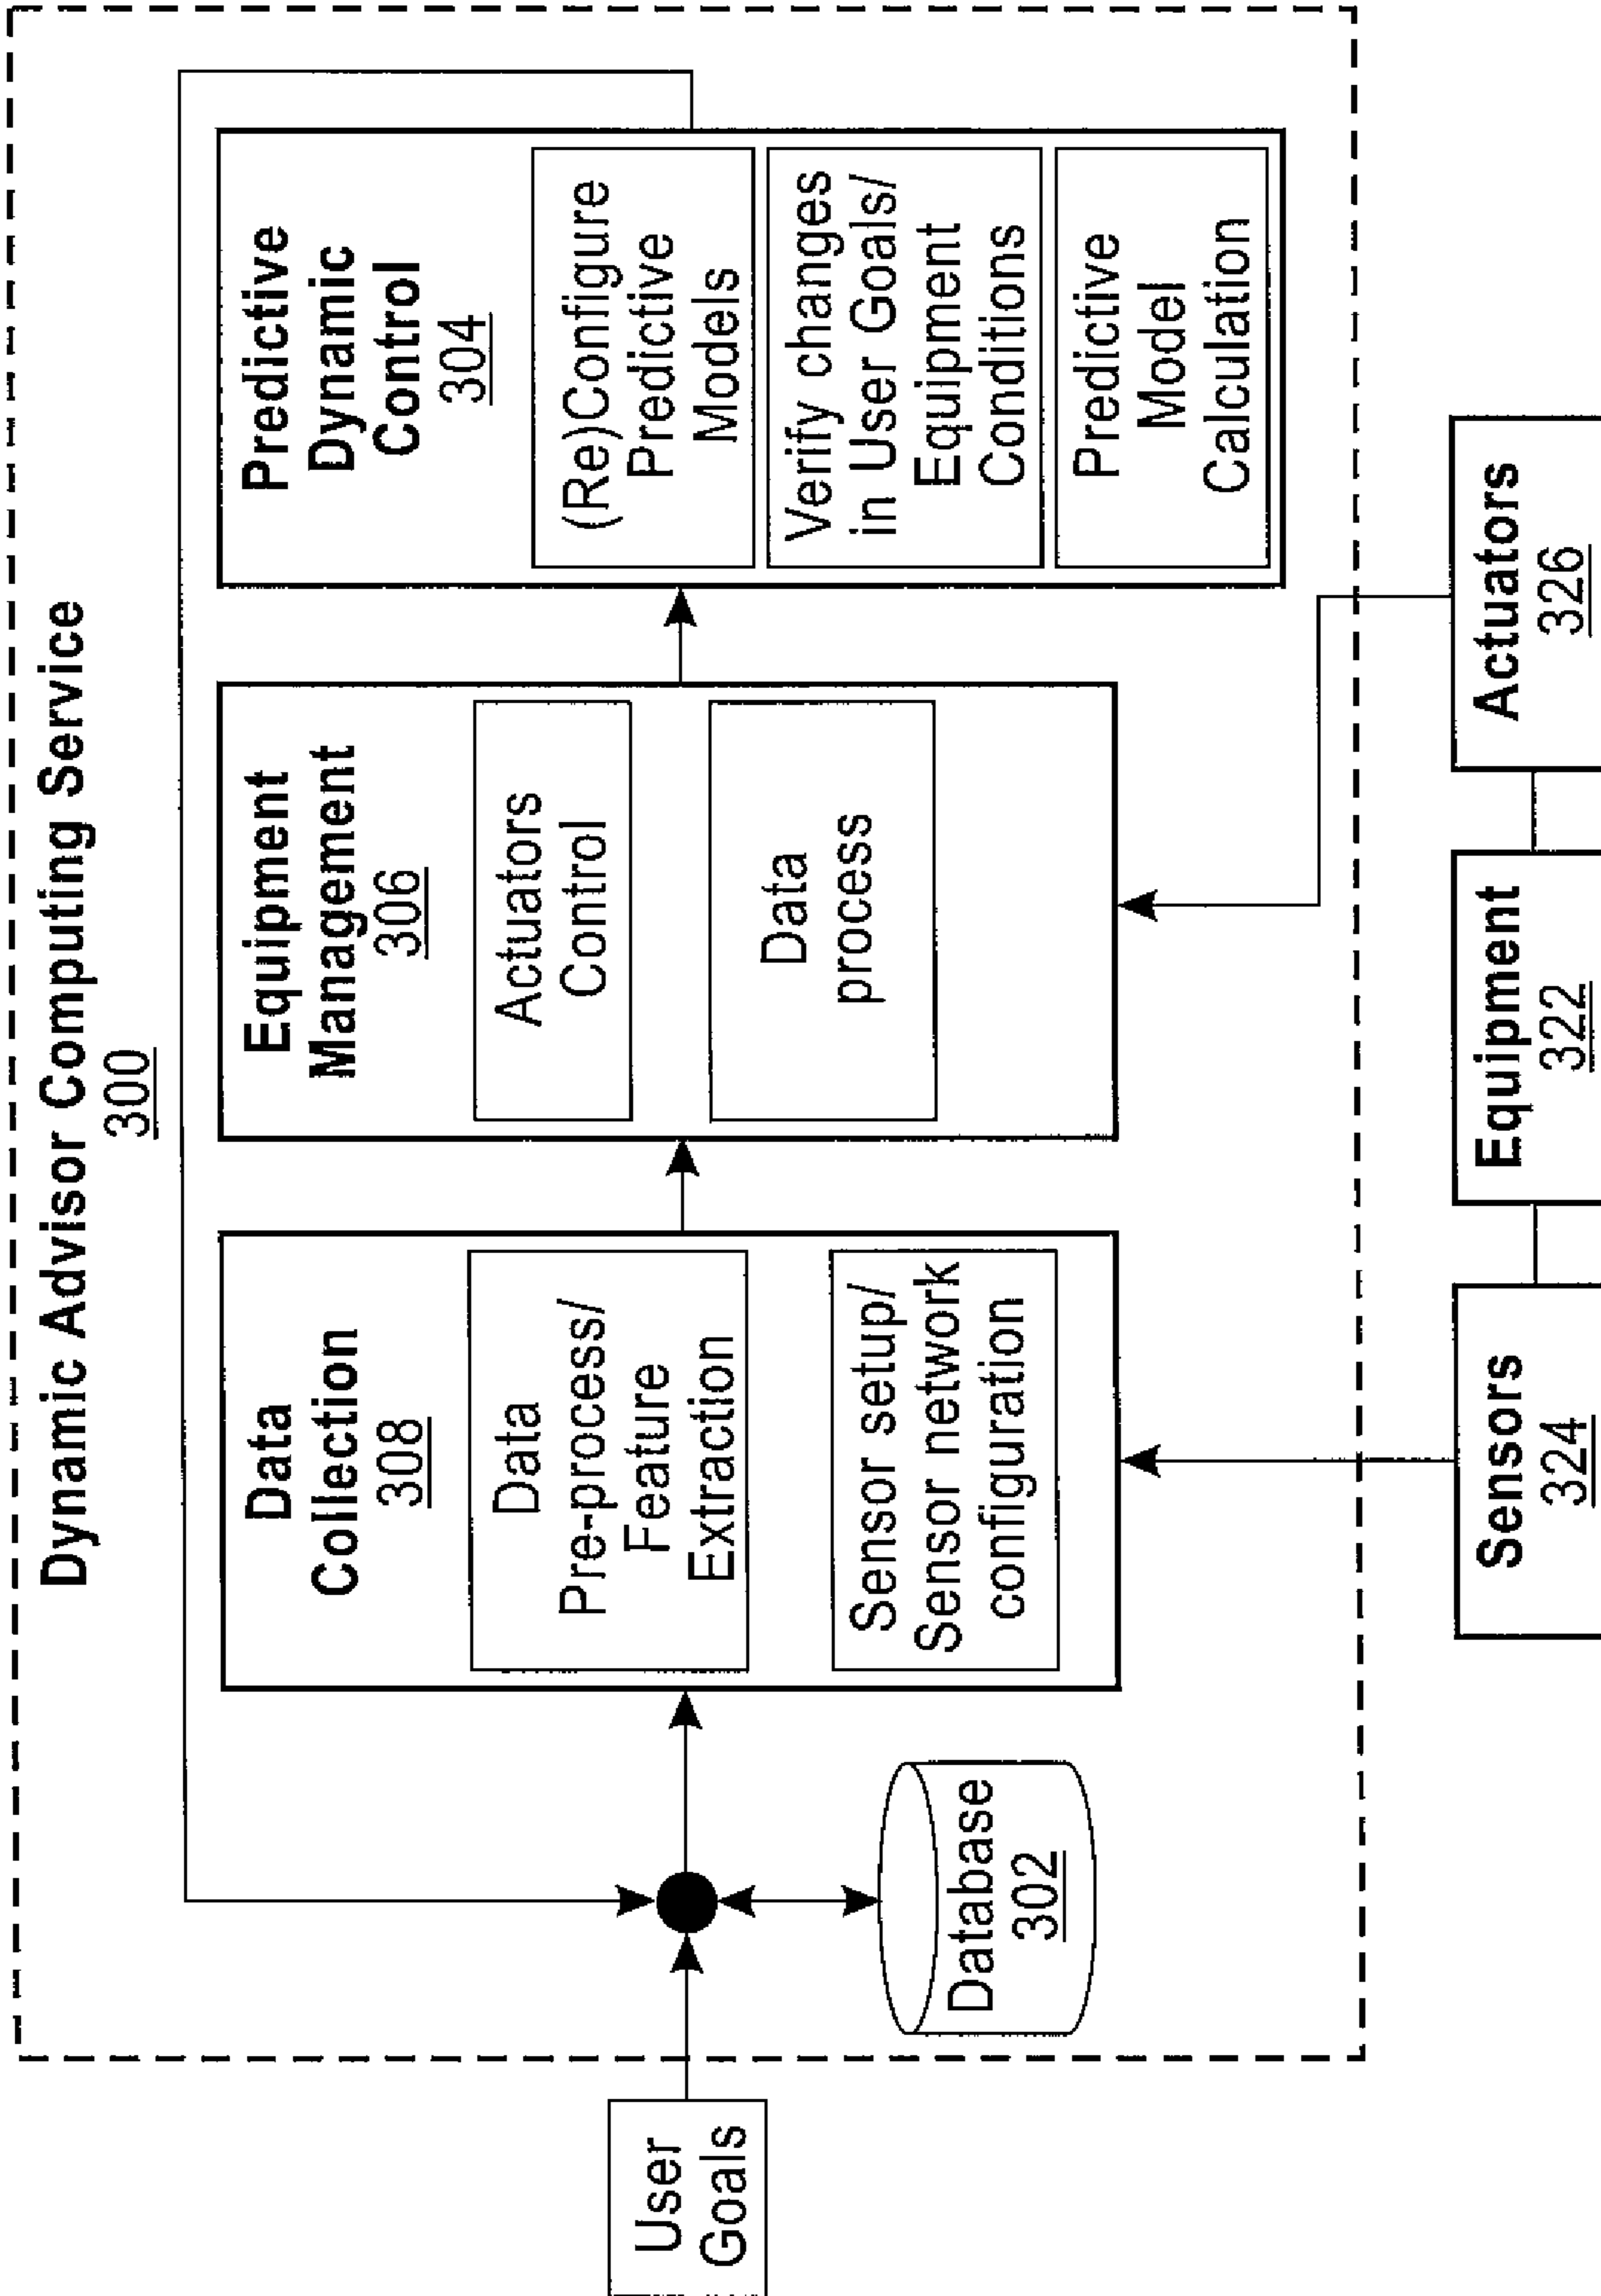 Dynamic Advisor Computing Service
300
User
Goals
Database
302
Data
Collection
308
Data
Pre-process/
Feature
Extraction
Sensor setup/
Sensor network
configuration
Equipment
Management
306
Actuators
Control
Data
process
Predictive
Dynamic
Control
304
(Re)Configure
Predictive
Models
Verify changes
in User Goals/
Equipment
Conditions
Predictive
Model
Calculation
Sensors
324
Equipment
322
Actuators
326